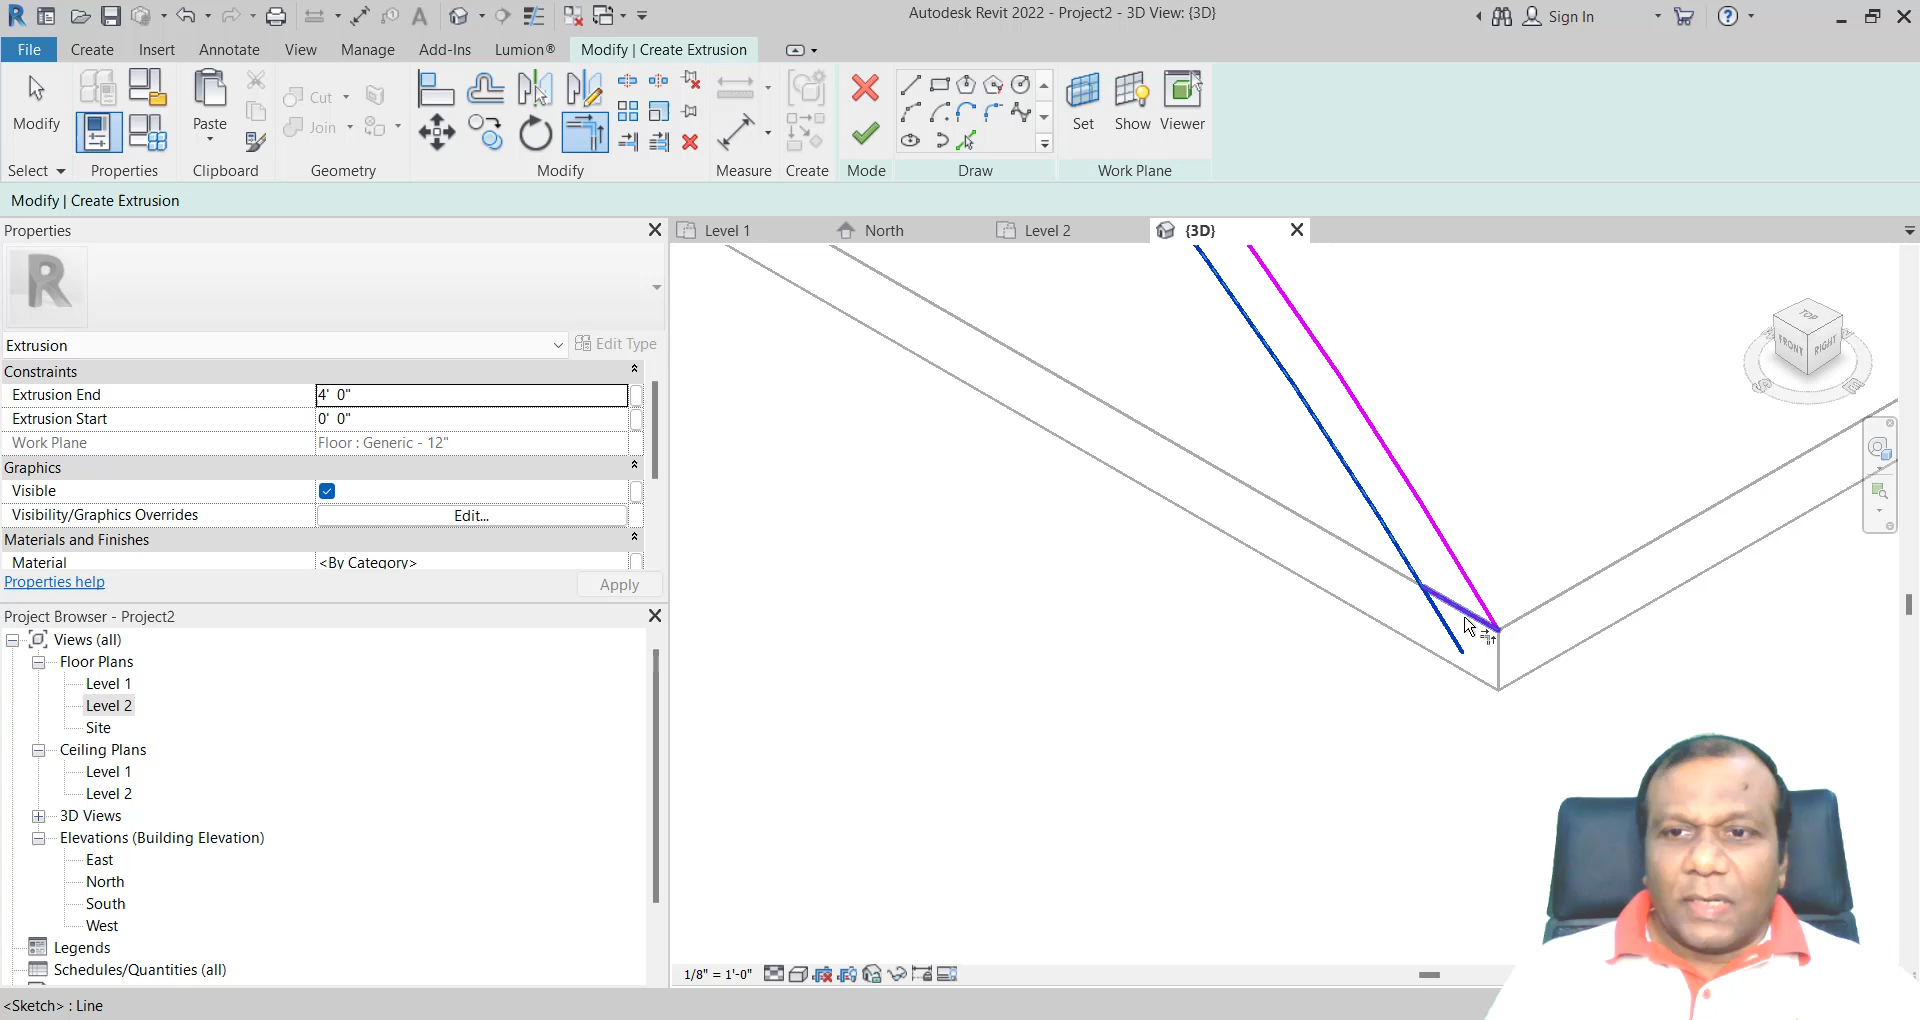 Autodesk Revit 2022 - Project2 - 3D View: {3D}
Sign In
File
Create
Insert
Annotate
View
Manage
Add-Ins
Lumion®
Modify | Create Extrusion
Modify
Paste
Cut
Join
Set
Show
Viewer
Select
Properties
Clipboard
Geometry
Modify
Measure
Create
Mode
Draw
Work Plane
Modify | Create Extrusion
Properties
Level 1
North
Level 2
{3D}
R
Extrusion
Edit Type
Constraints
Extrusion End 4' 0"
Extrusion Start 0' 0"
Work Plane Floor : Generic - 12"
Graphics
Visible
Visibility/Graphics Overrides Edit...
Materials and Finishes
Material <By Category>
Properties help
Apply
TOP
FRONT
RIGHT
Project Browser - Project2
Views (all)
Floor Plans
Level 1
Level 2
Site
Ceiling Plans
Level 1
Level 2
3D Views
Elevations (Building Elevation)
East
North
South
West
Legends
Schedules/Quantities (all)
1/8" = 1'-0"
<Sketch> : Line